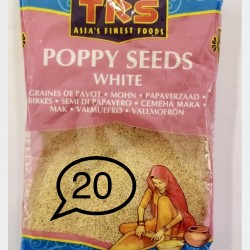 TRS
ASIA'S FINEST FOODS
POPPY SEEDS
WHITE
GRAINES DE PAVOT • MOHN • PAPAVERZAAD •
BIRKES • SEMI DI PAPAVERO • СЕМЕНА МАКА •
MAK • VALMUEFRØ • VALLMOFRÖN
20